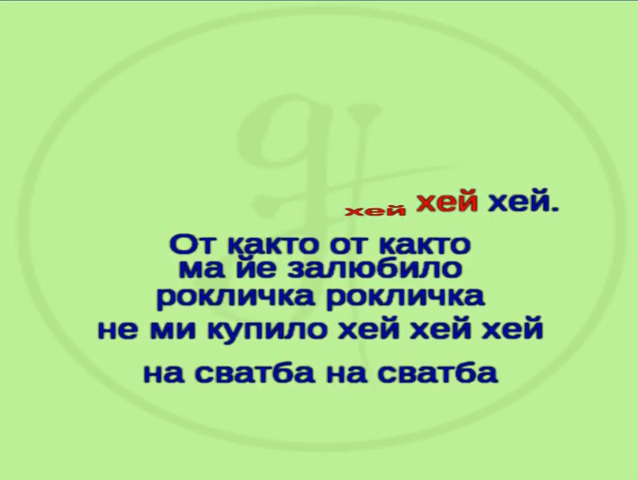 хей хей хей.
От както от както
ма йе залюбило
рокличка рокличка
не ми купило хей хей хей
на сватба на сватба